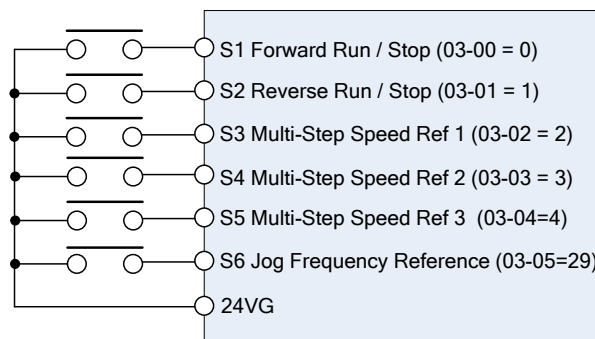 S1 Forward Run / Stop (03-00 = 0)
S2 Reverse Run / Stop (03-01 = 1)
S3 Multi-Step Speed Ref 1 (03-02 = 2)
S4 Multi-Step Speed Ref 2 (03-03 = 3)
S5 Multi-Step Speed Ref 3 (03-04=4)
S6 Jog Frequency Reference (03-05=29)
24VG